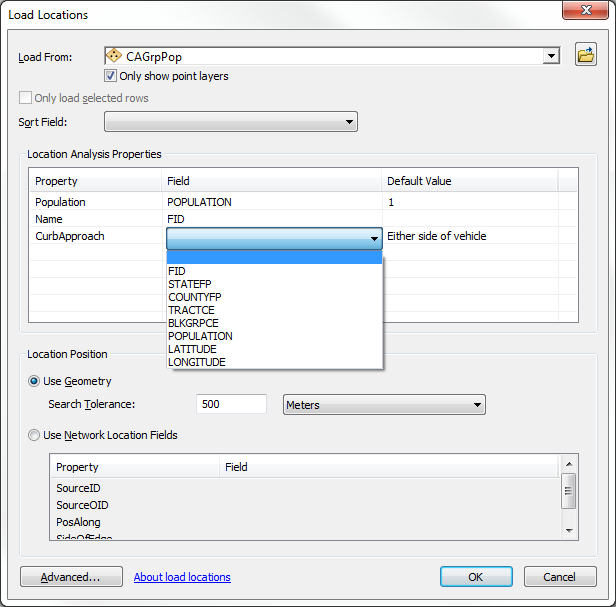 Load Locations
Load From: CAGrpPop
Only show point layers
Only load selected rows
Sort Field:
Location Analysis Properties
Property Field Default Value
Population POPULATION 1
Name FID
CurbApproach Either side of vehicle
FID
STATEFP
COUNTYFP
TRACTCE
BLKGRPCE
POPULATION
LATITUDE
LONGITUDE
Location Position
Use Geometry
Search Tolerance: 500 Meters
Use Network Location Fields
Property Field
SourceID
SourceOID
PosAlong
SideOfEdge
Advanced... About load locations OK Cancel